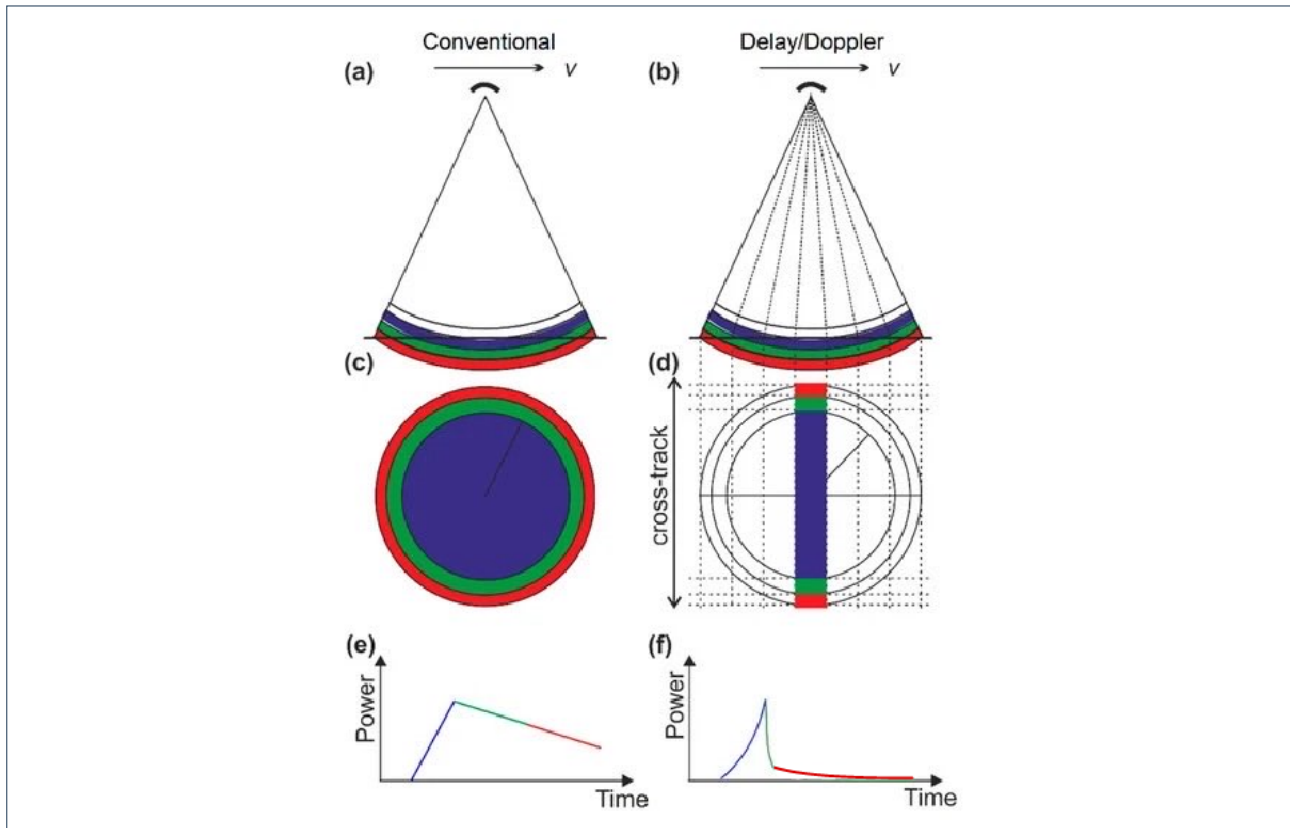 Conventional
Delay/Doppler
(a)
v
(b)
v
(c)
(d)
cross-track
(e)
Power
Time
(f)
Power
Time